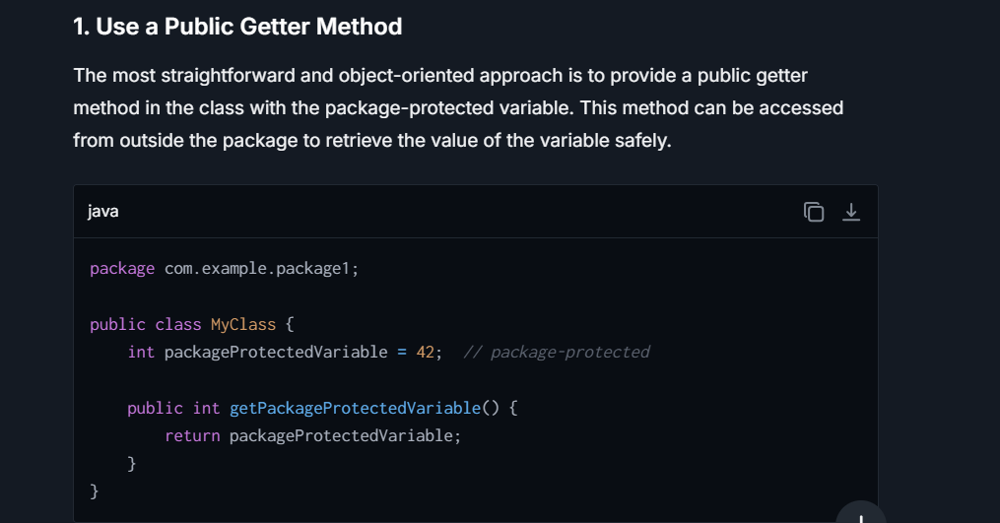 1. Use a Public Getter Method
The most straightforward and object-oriented approach is to provide a public getter
method in the class with the package-protected variable. This method can be accessed
from outside the package to retrieve the value of the variable safely.
java
package com.example.package1;
public class MyClass {
    int packageProtectedVariable = 42;  // package-protected
    public int getPackageProtectedVariable() {
        return packageProtectedVariable;
    }
}